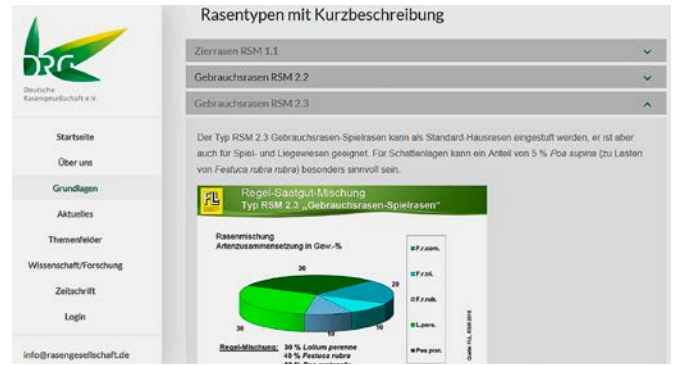 Rasentypen mit Kurzbeschreibung
Zierrasen RSM 1.1
Gebrauchsrasen RSM 2.2
Gebrauchsrasen RSM 2.3
DRG
Deutsche
Rasengesellschaft e.V.
Startseite
Über uns
Grundlagen
Aktuelles
Themenfelder
Wissenschaft/Forschung
Zeitschrift
Login
info@rasengesellschaft.de
Der Typ RSM 2.3 Gebrauchsrasen-Spielrasen kann als Standard-Hausrasen eingestuft werden, er ist aber
auch für Spiel- und Liegewiesen geeignet. Für Schattenlagen kann ein Anteil von 5 % Poa supina (zu Lasten
von Festuca rubra rubra) besonders sinnvoll sein.
FLL
Regel-Saatgut-Mischung
Typ RSM 2.3 „Gebrauchsrasen-Spielrasen"
Rasenmischung
Artenzusammensetzung in Gew.-%
30
20
10
10
30
F.r.com.
F.r.tri.
F.r.rub.
L.pere.
Poa prat.
Quelle: FLL RSM 2018
Regel-Mischung: 30 % Lolium perenne
40 % Festuca rubra